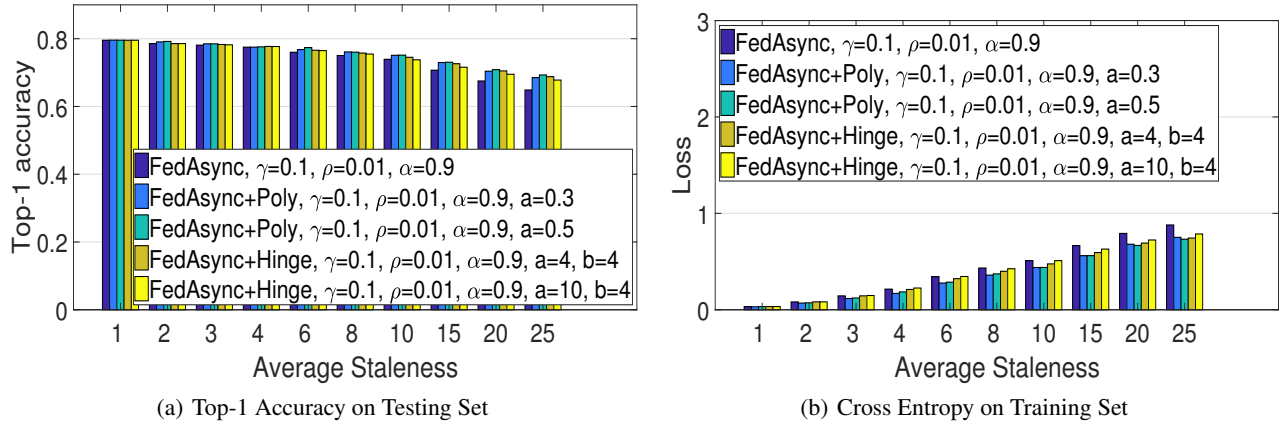 0.8
0.6
0.4
0.2
0
Top-1 accuracy
FedAsync, γ=0.1, ρ=0.01, α=0.9
FedAsync+Poly, γ=0.1, ρ=0.01, α=0.9, a=0.3
FedAsync+Poly, γ=0.1, ρ=0.01, α=0.9, a=0.5
FedAsync+Hinge, γ=0.1, ρ=0.01, α=0.9, a=4, b=4
FedAsync+Hinge, γ=0.1, ρ=0.01, α=0.9, a=10, b=4
1 2 3 4 6 8 10 15 20 25
Average Staleness
(a) Top-1 Accuracy on Testing Set
3
2
1
0
Loss
FedAsync, γ=0.1, ρ=0.01, α=0.9
FedAsync+Poly, γ=0.1, ρ=0.01, α=0.9, a=0.3
FedAsync+Poly, γ=0.1, ρ=0.01, α=0.9, a=0.5
FedAsync+Hinge, γ=0.1, ρ=0.01, α=0.9, a=4, b=4
FedAsync+Hinge, γ=0.1, ρ=0.01, α=0.9, a=10, b=4
1 2 3 4 6 8 10 15 20 25
Average Staleness
(b) Cross Entropy on Training Set